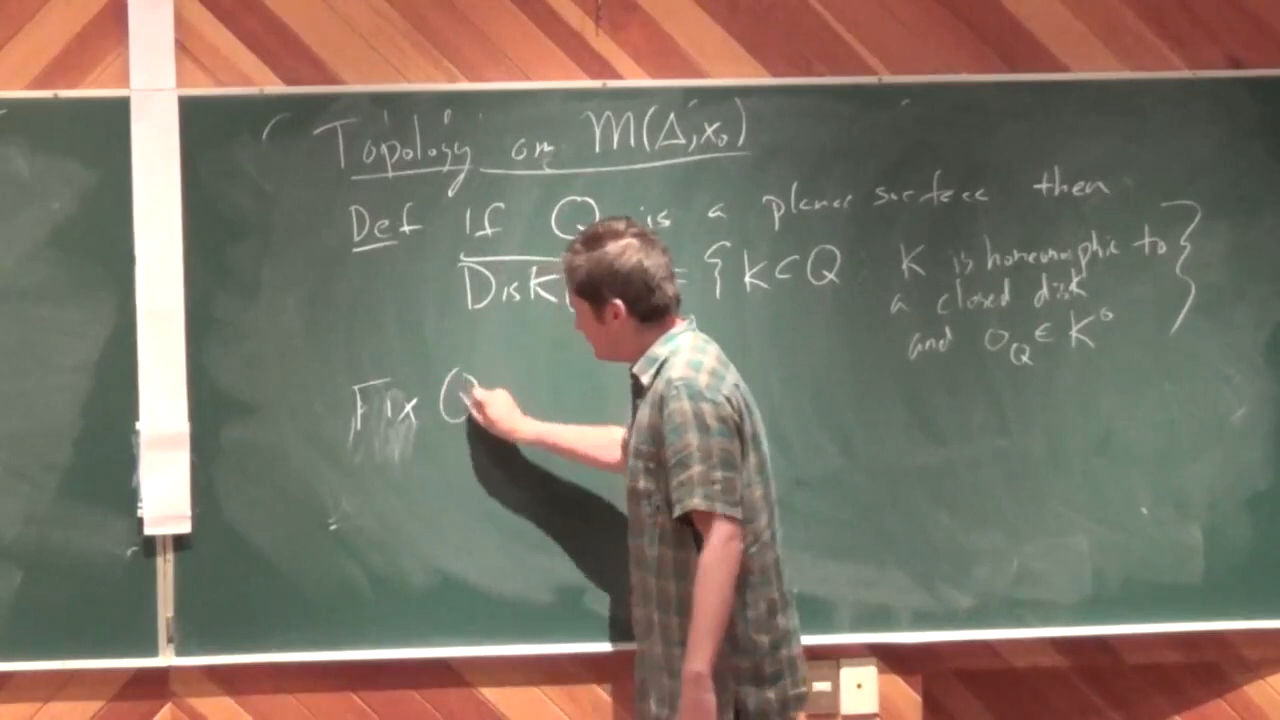 Topology on M(Δ, x₀)
Def If Q is a planar surface then
Disk = { K ⊂ Q : K is homeomorphic to
a closed disk
and O_Q ∈ K° }
Fix